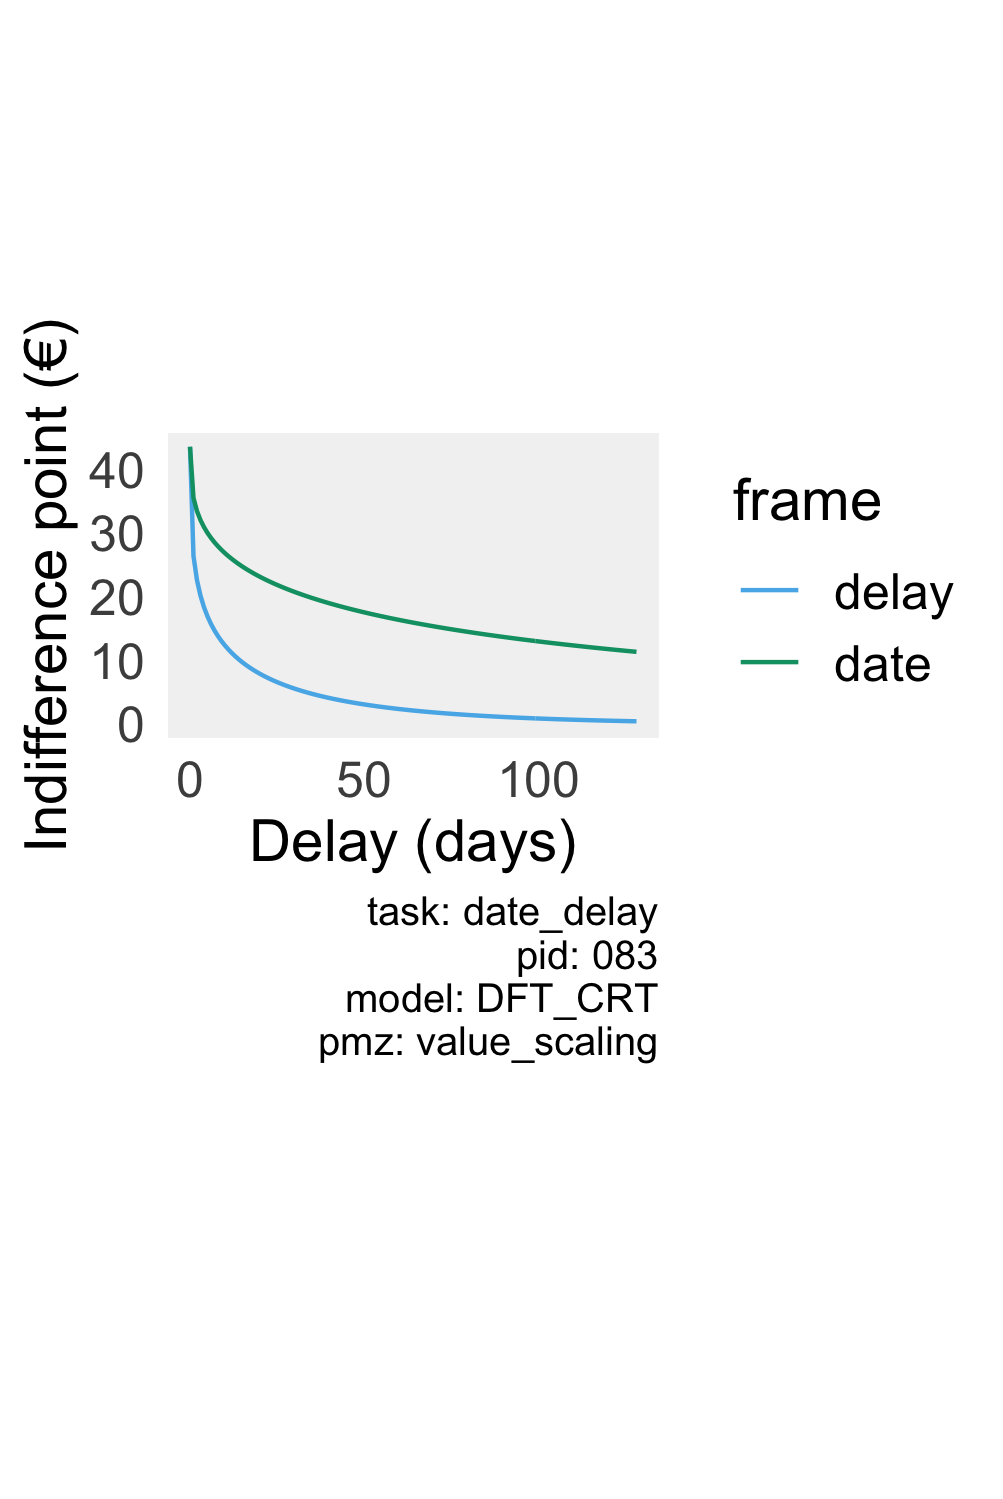 Indifference point (€)
40
30
20
10
0
0 50 100
Delay (days)
frame
delay
date
task: date_delay
pid: 083
model: DFT_CRT
pmz: value_scaling